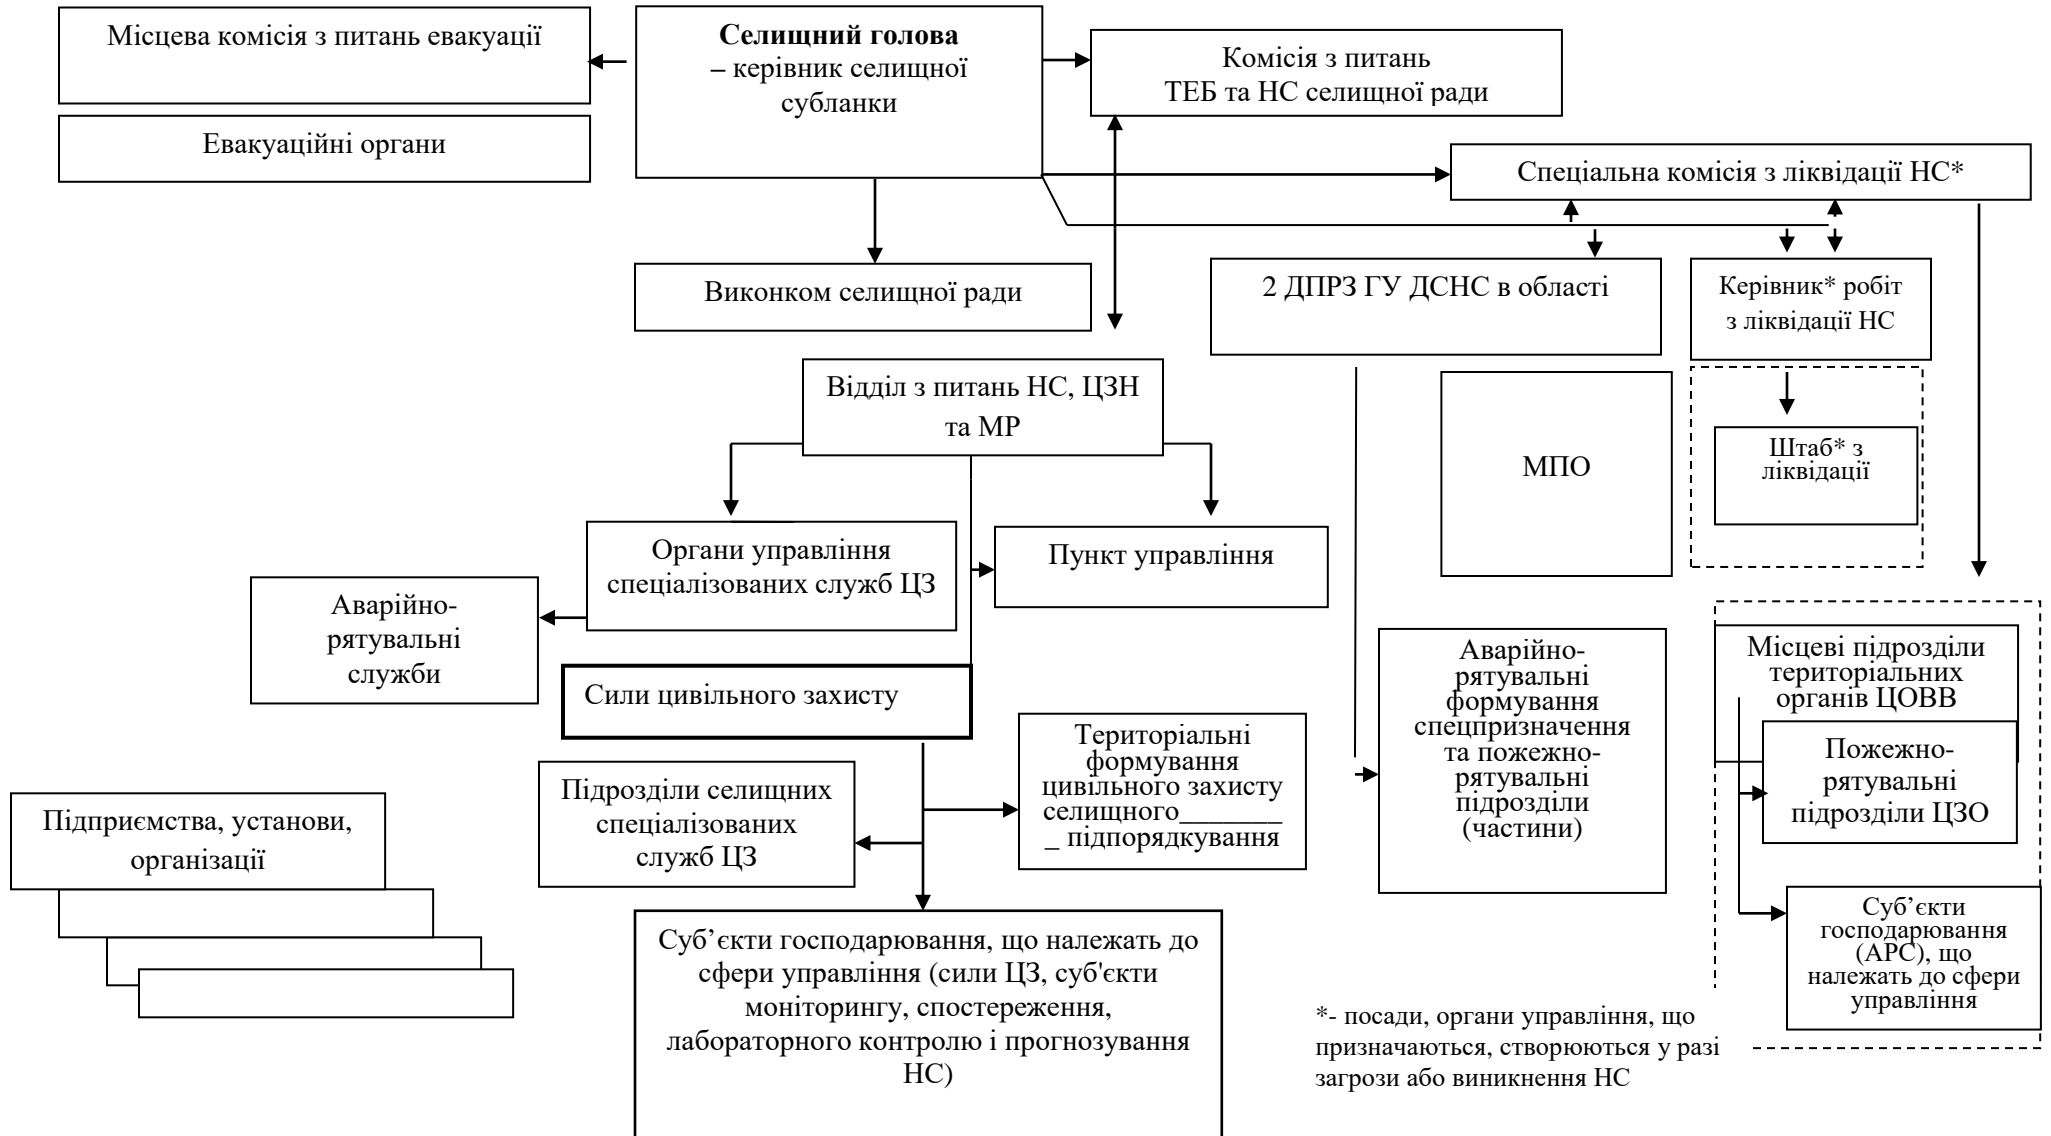 Місцева комісія з питань евакуації
Евакуаційні органи
Селищний голова
– керівник селищної
субланки
Комісія з питань
ТЕБ та НС селищної ради
Спеціальна комісія з ліквідації НС*
Виконком селищної ради
2 ДПРЗ ГУ ДСНС в області
Керівник* робіт
з ліквідації НС
Відділ з питань НС, ЦЗН
та МР
МПО
Штаб* з
ліквідації
Органи управління
спеціалізованих служб ЦЗ
Пункт управління
Аварійно-
рятувальні
служби
Сили цивільного захисту
Аварійно-
рятувальні
формування
спецпризначення
та пожежно-
рятувальні
підрозділи
(частини)
Місцеві підрозділи
територіальних
органів ЦОВВ
Пожежно-
рятувальні
підрозділи ЦЗО
Територіальні
формування
цивільного захисту
селищного_______
_ підпорядкування
Підрозділи селищних
спеціалізованих
служб ЦЗ
Підприємства, установи,
організації
Суб’єкти
господарювання
(АРС), що
належать до сфери
управління
Суб’єкти господарювання, що належать до
сфери управління (сили ЦЗ, суб'єкти
моніторингу, спостереження,
лабораторного контролю і прогнозування
НС)
*- посади, органи управління, що
призначаються, створюються у разі
загрози або виникнення НС